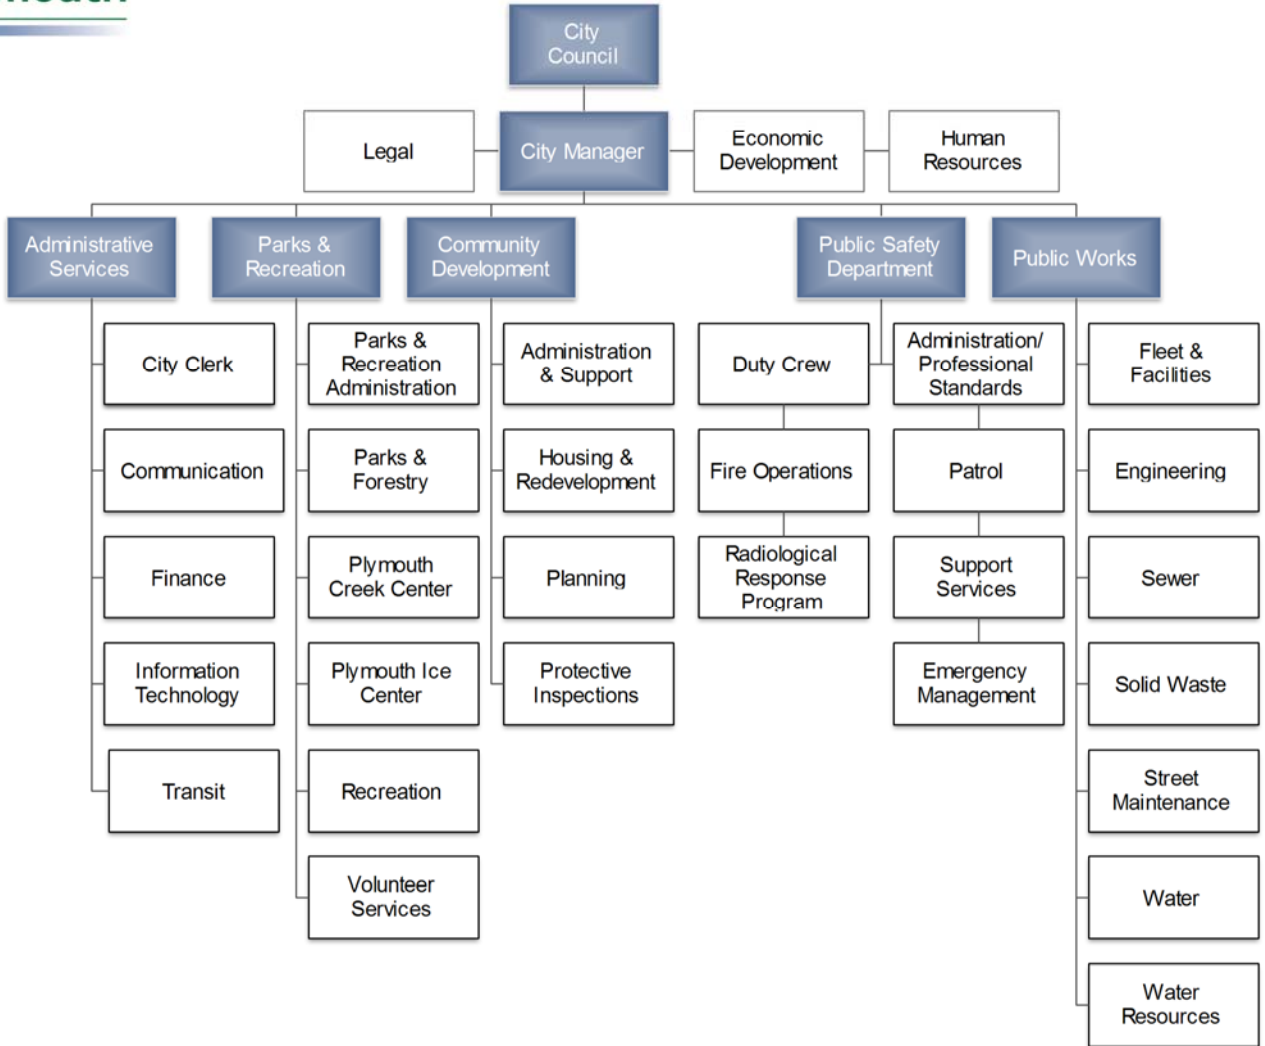 City
Council
Legal
City Manager
Economic
Development
Human
Resources
Administrative
Services
Parks &
Recreation
Community
Development
Public Safety
Department
Public Works
City Clerk
Parks &
Recreation
Administration
Administration
& Support
Duty Crew
Administration/
Professional
Standards
Fleet &
Facilities
Communication
Parks &
Forestry
Housing &
Redevelopment
Fire Operations
Patrol
Engineering
Finance
Plymouth
Creek Center
Planning
Radiological
Response
Program
Support
Services
Sewer
Information
Technology
Plymouth Ice
Center
Protective
Inspections
Emergency
Management
Solid Waste
Transit
Recreation
Street
Maintenance
Volunteer
Services
Water
Water
Resources